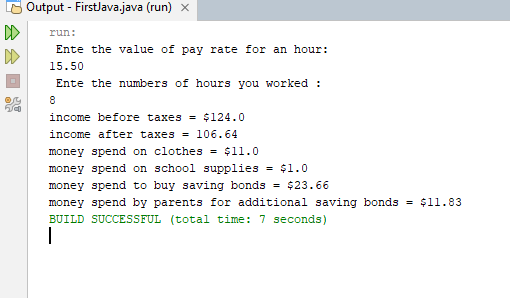 Output - FirstJava.java (run) ×
run:
Ente the value of pay rate for an hour:
15.50
Ente the numbers of hours you worked :
8
income before taxes = $124.0
income after taxes = 106.64
money spend on clothes = $11.0
money spend on school supplies = $1.0
money spend to buy saving bonds = $23.66
money spend by parents for additional saving bonds = $11.83
BUILD SUCCESSFUL (total time: 7 seconds)